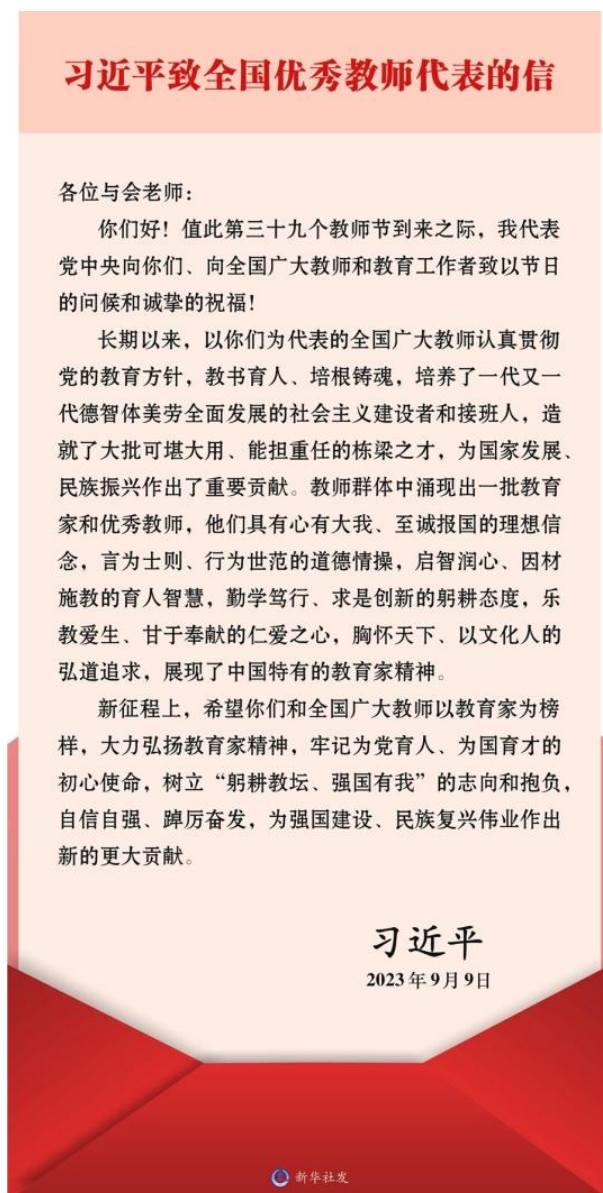 习近平致全国优秀教师代表的信
各位与会老师：
你们好！值此第三十九个教师节到来之际，我代表
党中央向你们、向全国广大教师和教育工作者致以节日
的问候和诚挚的祝福！
长期以来，以你们为代表的全国广大教师认真贯彻
党的教育方针，教书育人、培根铸魂，培养了一代又一
代德智体美劳全面发展的社会主义建设者和接班人，造
就了大批可堪大用、能担重任的栋梁之才，为国家发展、
民族振兴作出了重要贡献。教师群体中涌现出一批教育
家和优秀教师，他们具有心有大我、至诚报国的理想信
念，言为士则、行为世范的道德情操，启智润心、因材
施教的育人智慧，勤学笃行、求是创新的躬耕态度，乐
教爱生、甘于奉献的仁爱之心，胸怀天下、以文化人的
弘道追求，展现了中国特有的教育家精神。
新征程上，希望你们和全国广大教师以教育家为榜
样，大力弘扬教育家精神，牢记为党育人、为国育才的
初心使命，树立“躬耕教坛、强国有我”的志向和抱负，
自信自强、踔厉奋发，为强国建设、民族复兴伟业作出
新的更大贡献。
习近平
2023年9月9日
新华社发